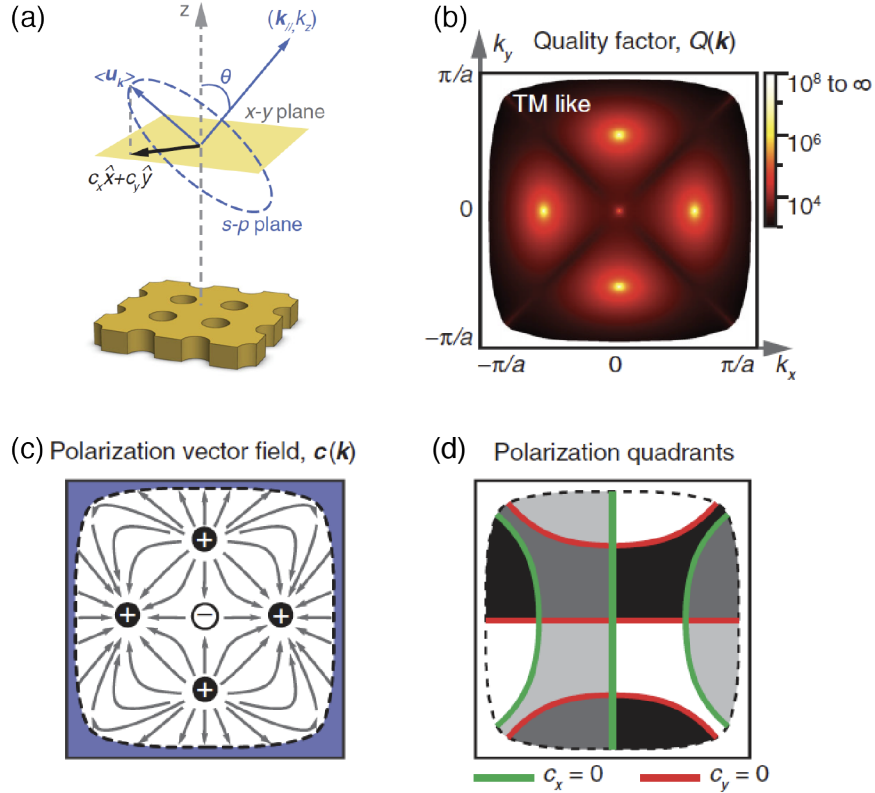 (a)
z
(k//, kz)
θ
<uk>
x-y plane
cxx̂+cyŷ
s-p plane
(b)
ky
Quality factor, Q(k)
π/a
TM like
10⁸ to ∞
10⁶
10⁴
0
−π/a
−π/a
0
π/a
kx
(c) Polarization vector field, c(k)
+
+
−
+
+
(d) Polarization quadrants
cx = 0
cy = 0